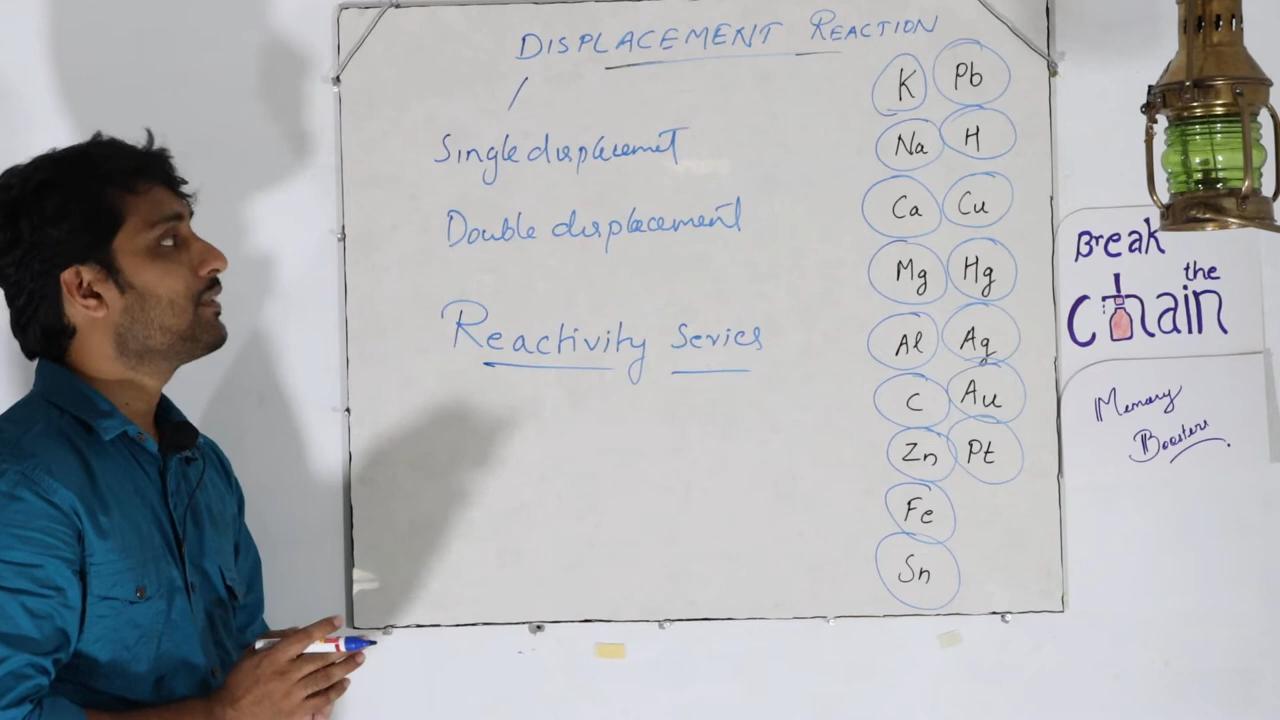 DISPLACEMENT REACTION
Single displacemet
Double displacement
Reactivity series
K Pb
Na H
Ca Cu
Mg Hg
Al Ag
C Au
Zn Pt
Fe
Sn
Break
the
Chain
Memory
Boosters